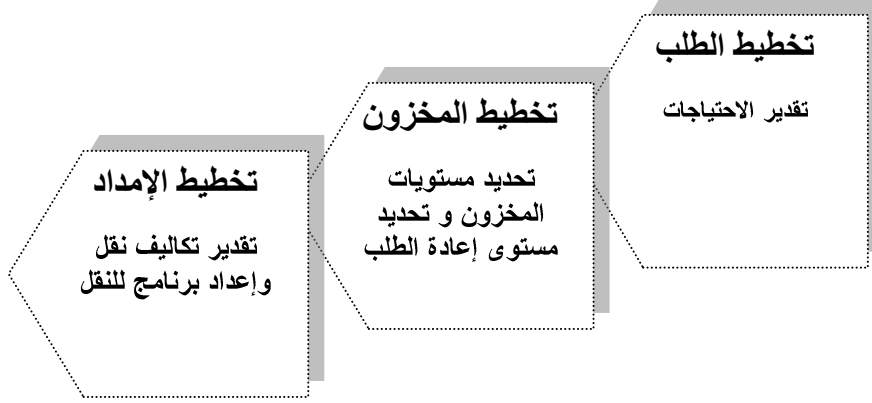 تخطيط الطلب
تقدير الاحتياجات
تخطيط المخزون
تحديد مستويات
المخزون و تحديد
مستوى إعادة الطلب
تخطيط الإمداد
تقدير تكاليف نقل
وإعداد برنامج للنقل